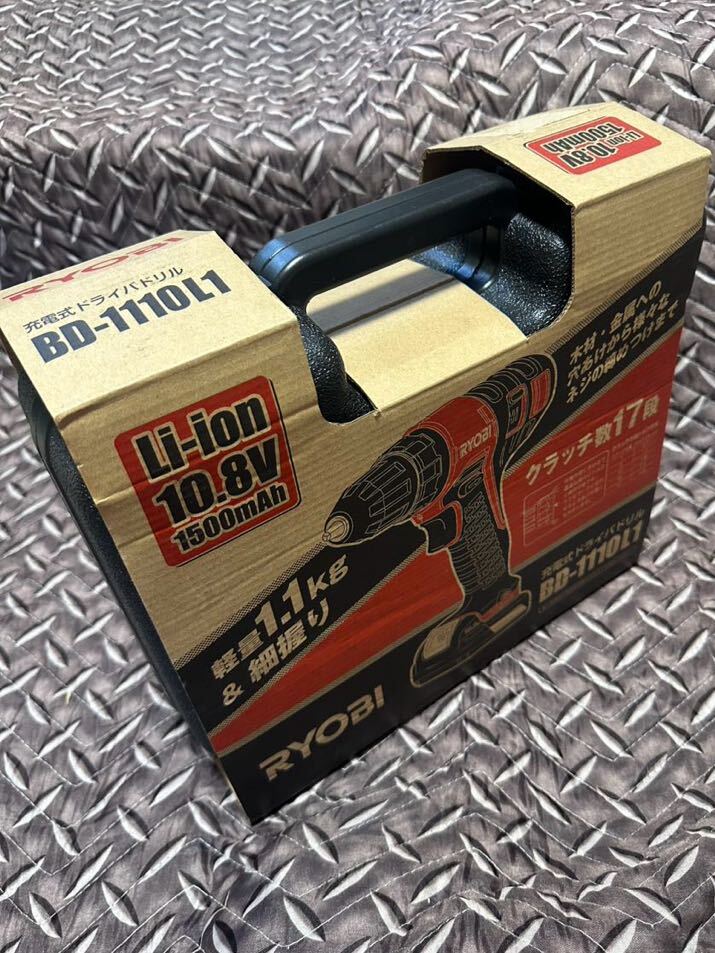 RYOBI
充電式ドライバドリル
BD-1110L1
Li-ion 10.8V
1500mAh
Li-ion
10.8V
1500mAh
木材・金属への
穴あけから様々な
ネジの締めつけまで
RYOBI
クラッチ数17段
軽量1.1kg
& 細握り
充電式ドライバドリル
BD-1110L1
RYOBI